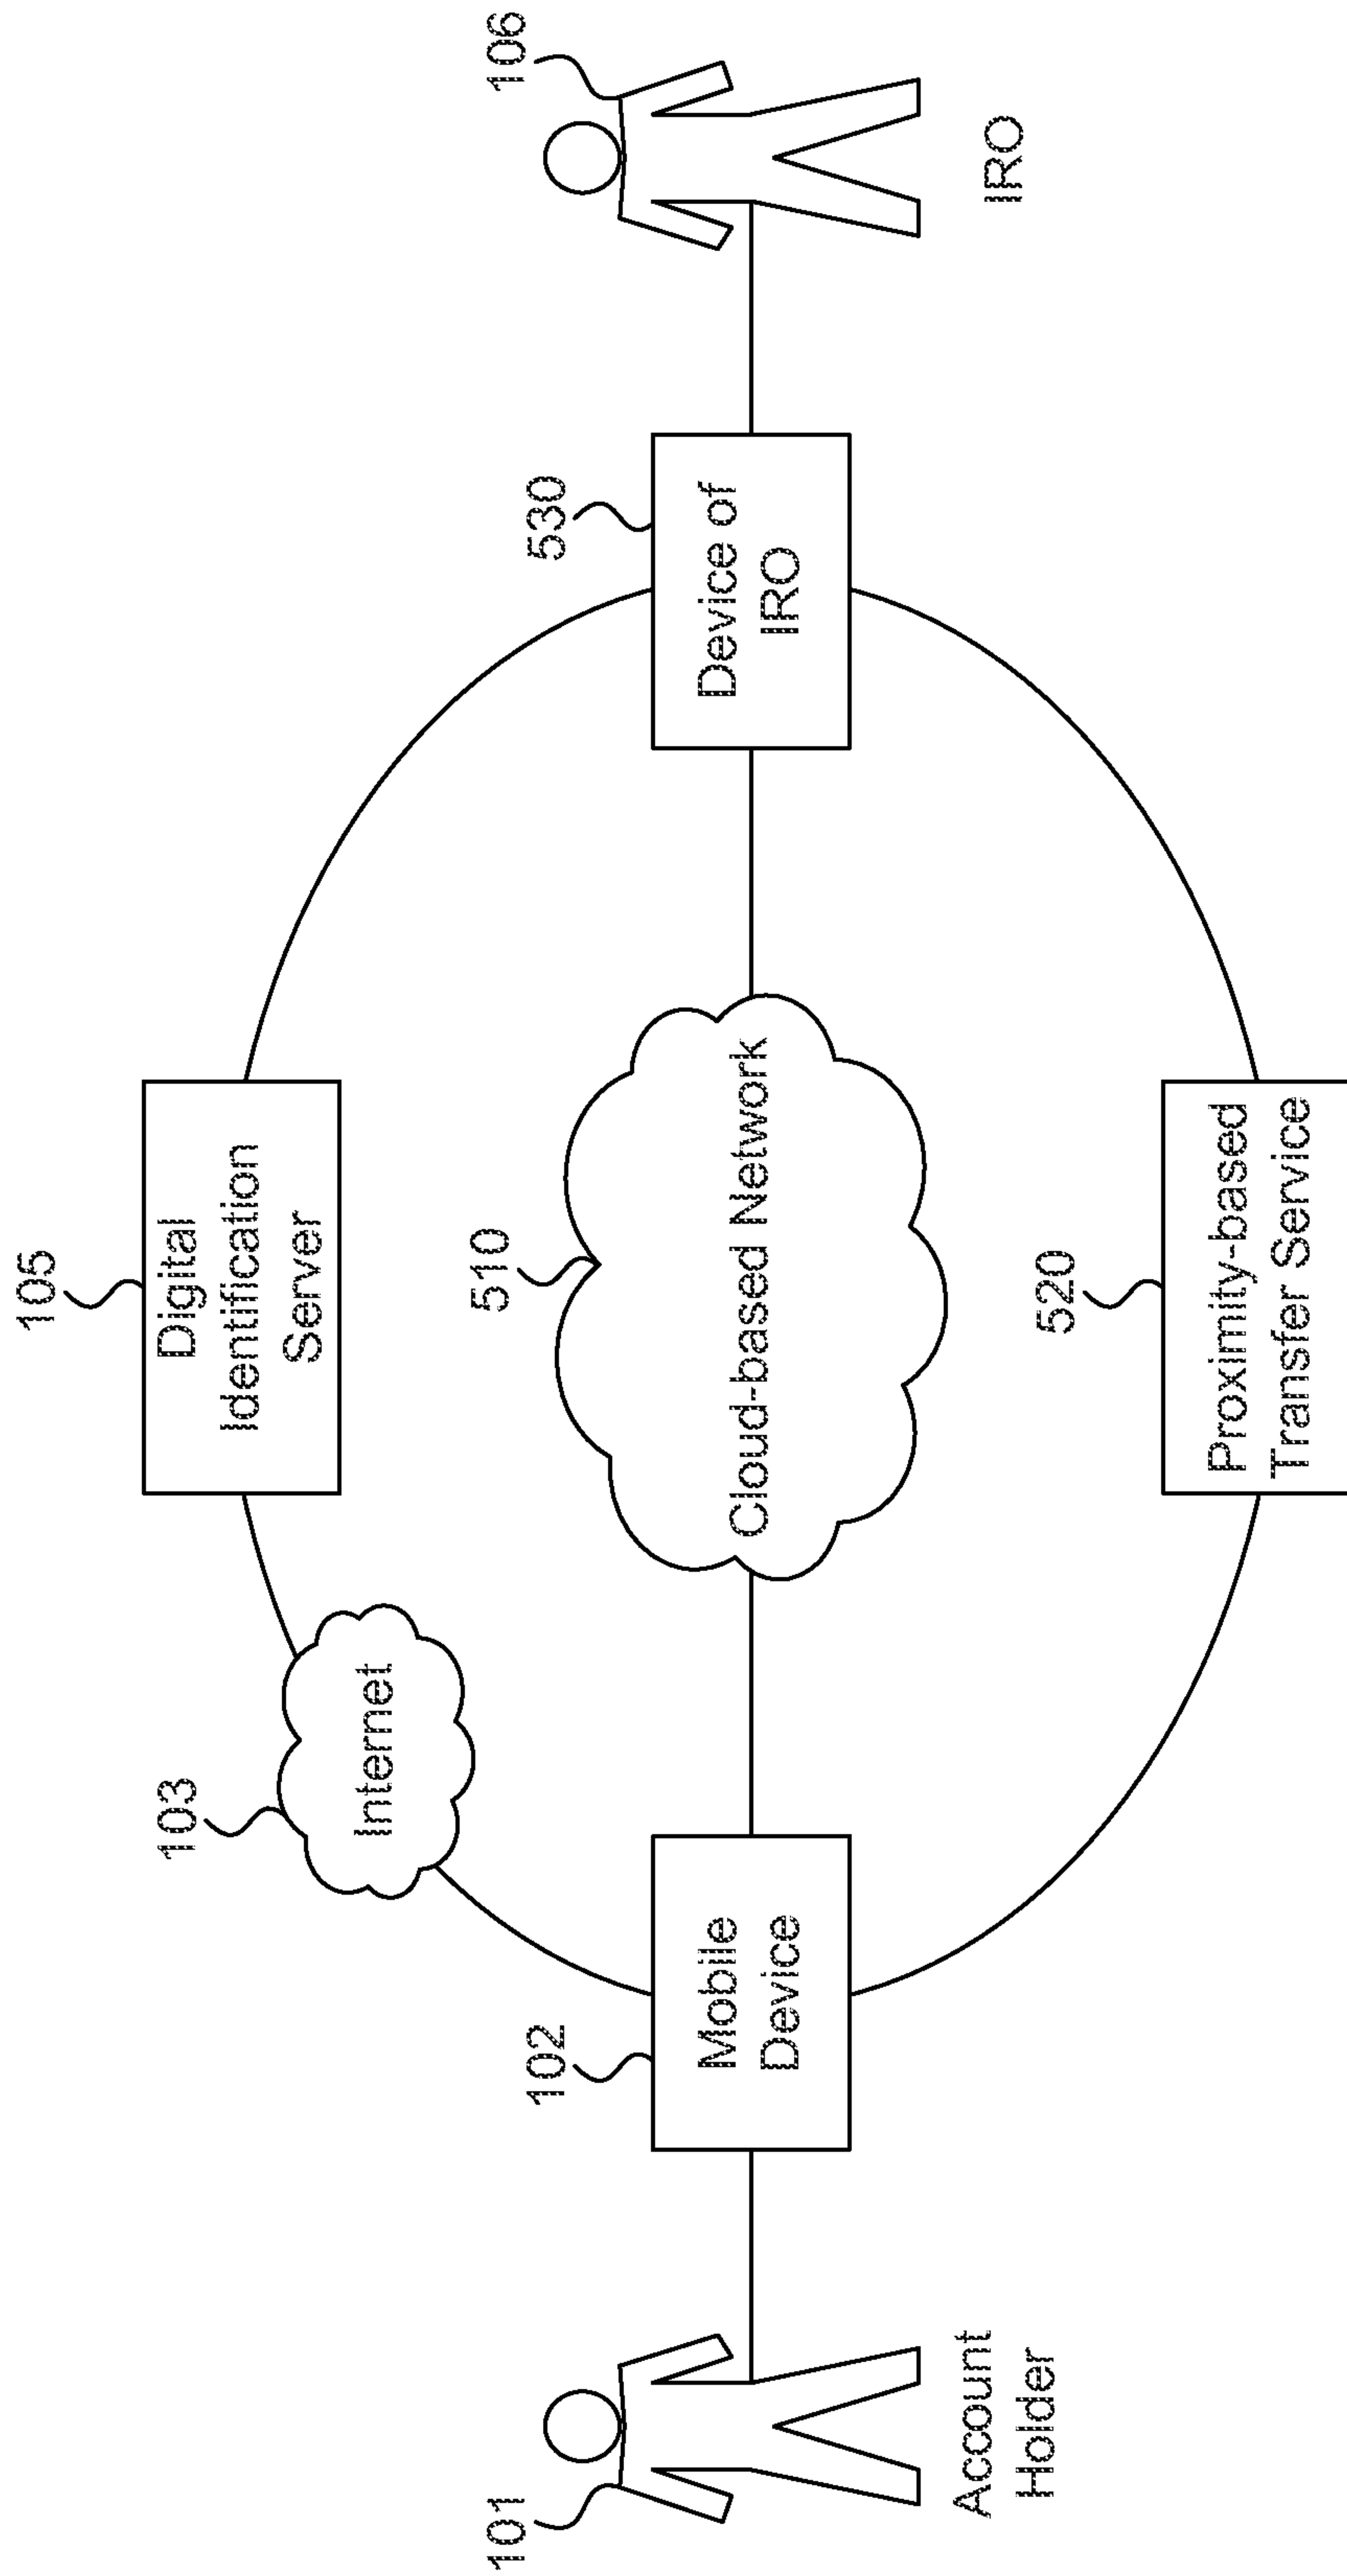 105
Digital
Identification
Server
103
Internet
101
Account
Holder
102
Mobile
Device
510
Cloud-based Network
530
Device of
IRO
106
IRO
520
Proximity-based
Transfer Service